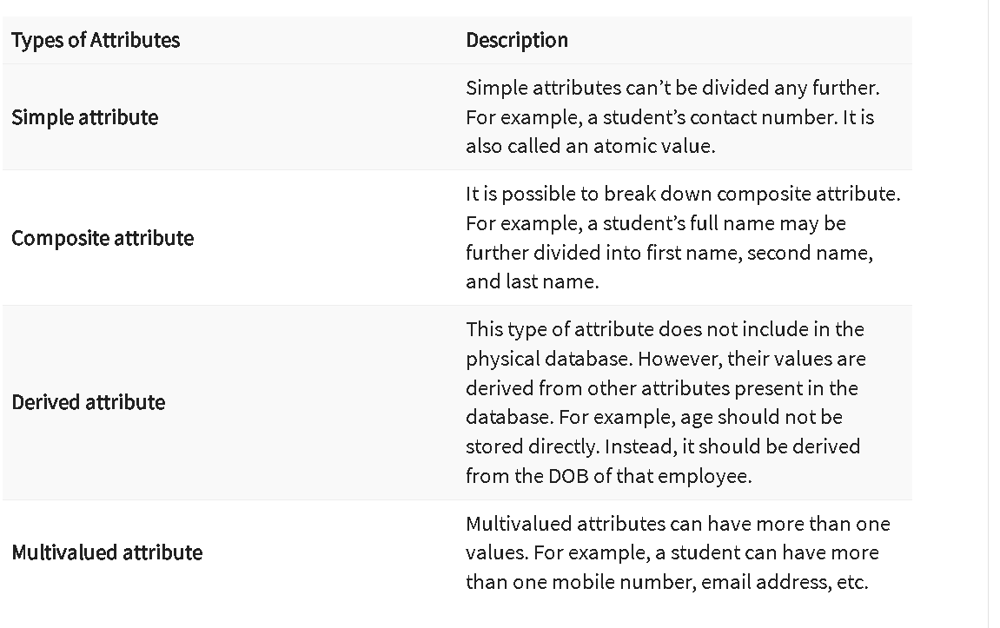 Types of Attributes
Description
Simple attribute
Simple attributes can’t be divided any further.
For example, a student’s contact number. It is
also called an atomic value.
Composite attribute
It is possible to break down composite attribute.
For example, a student’s full name may be
further divided into first name, second name,
and last name.
Derived attribute
This type of attribute does not include in the
physical database. However, their values are
derived from other attributes present in the
database. For example, age should not be
stored directly. Instead, it should be derived
from the DOB of that employee.
Multivalued attribute
Multivalued attributes can have more than one
values. For example, a student can have more
than one mobile number, email address, etc.